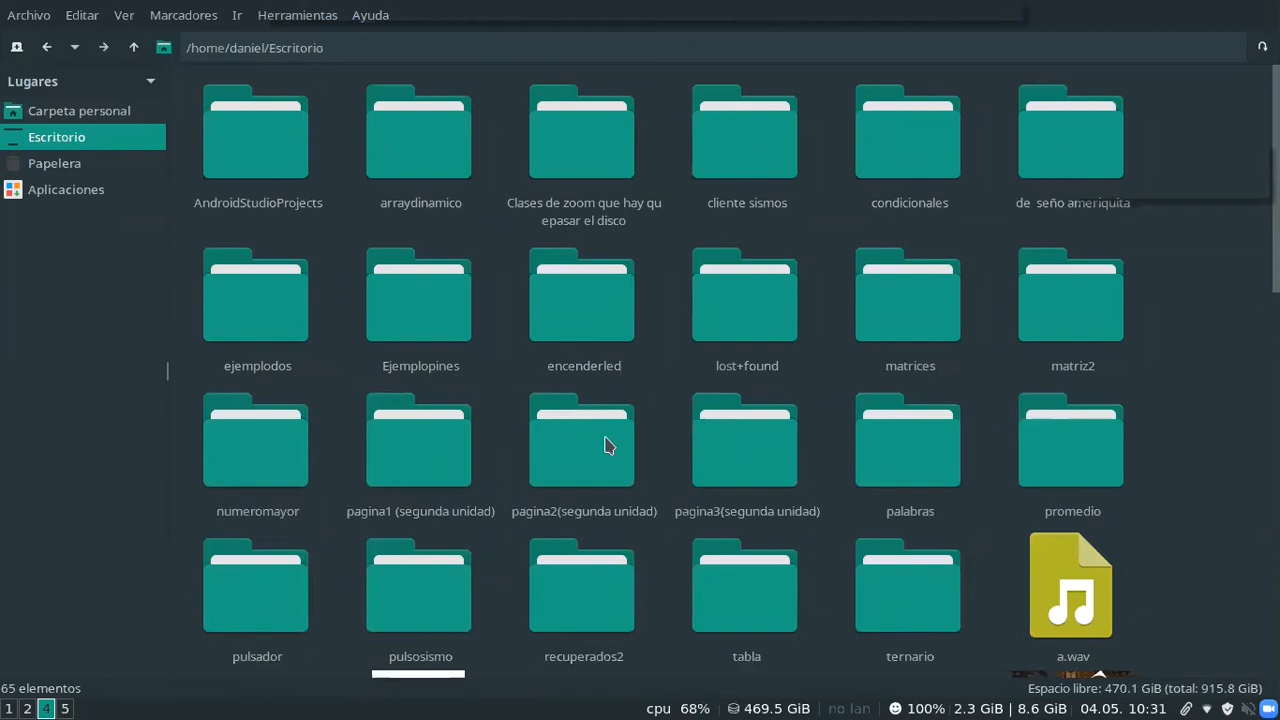 Archivo Editar Ver Marcadores Ir Herramientas Ayuda
/home/daniel/Escritorio
Lugares
Carpeta personal
Escritorio
Papelera
Aplicaciones
AndroidStudioProjects arraydinamico Clases de zoom que hay qu cliente sismos condicionales de seño ameriquita
epasar el disco
ejemplodos Ejemplopines encenderled lost+found matrices matriz2
numeromayor pagina1 (segunda unidad) pagina2(segunda unidad) pagina3(segunda unidad) palabras promedio
pulsador pulsosismo recuperados2 tabla ternario a.wav
65 elementos Espacio libre: 470.1 GiB (total: 915.8 GiB)
1 2 4 5 cpu 68% 469.5 GiB no lan 100% 2.3 GiB | 8.6 GiB 04.05. 10:31